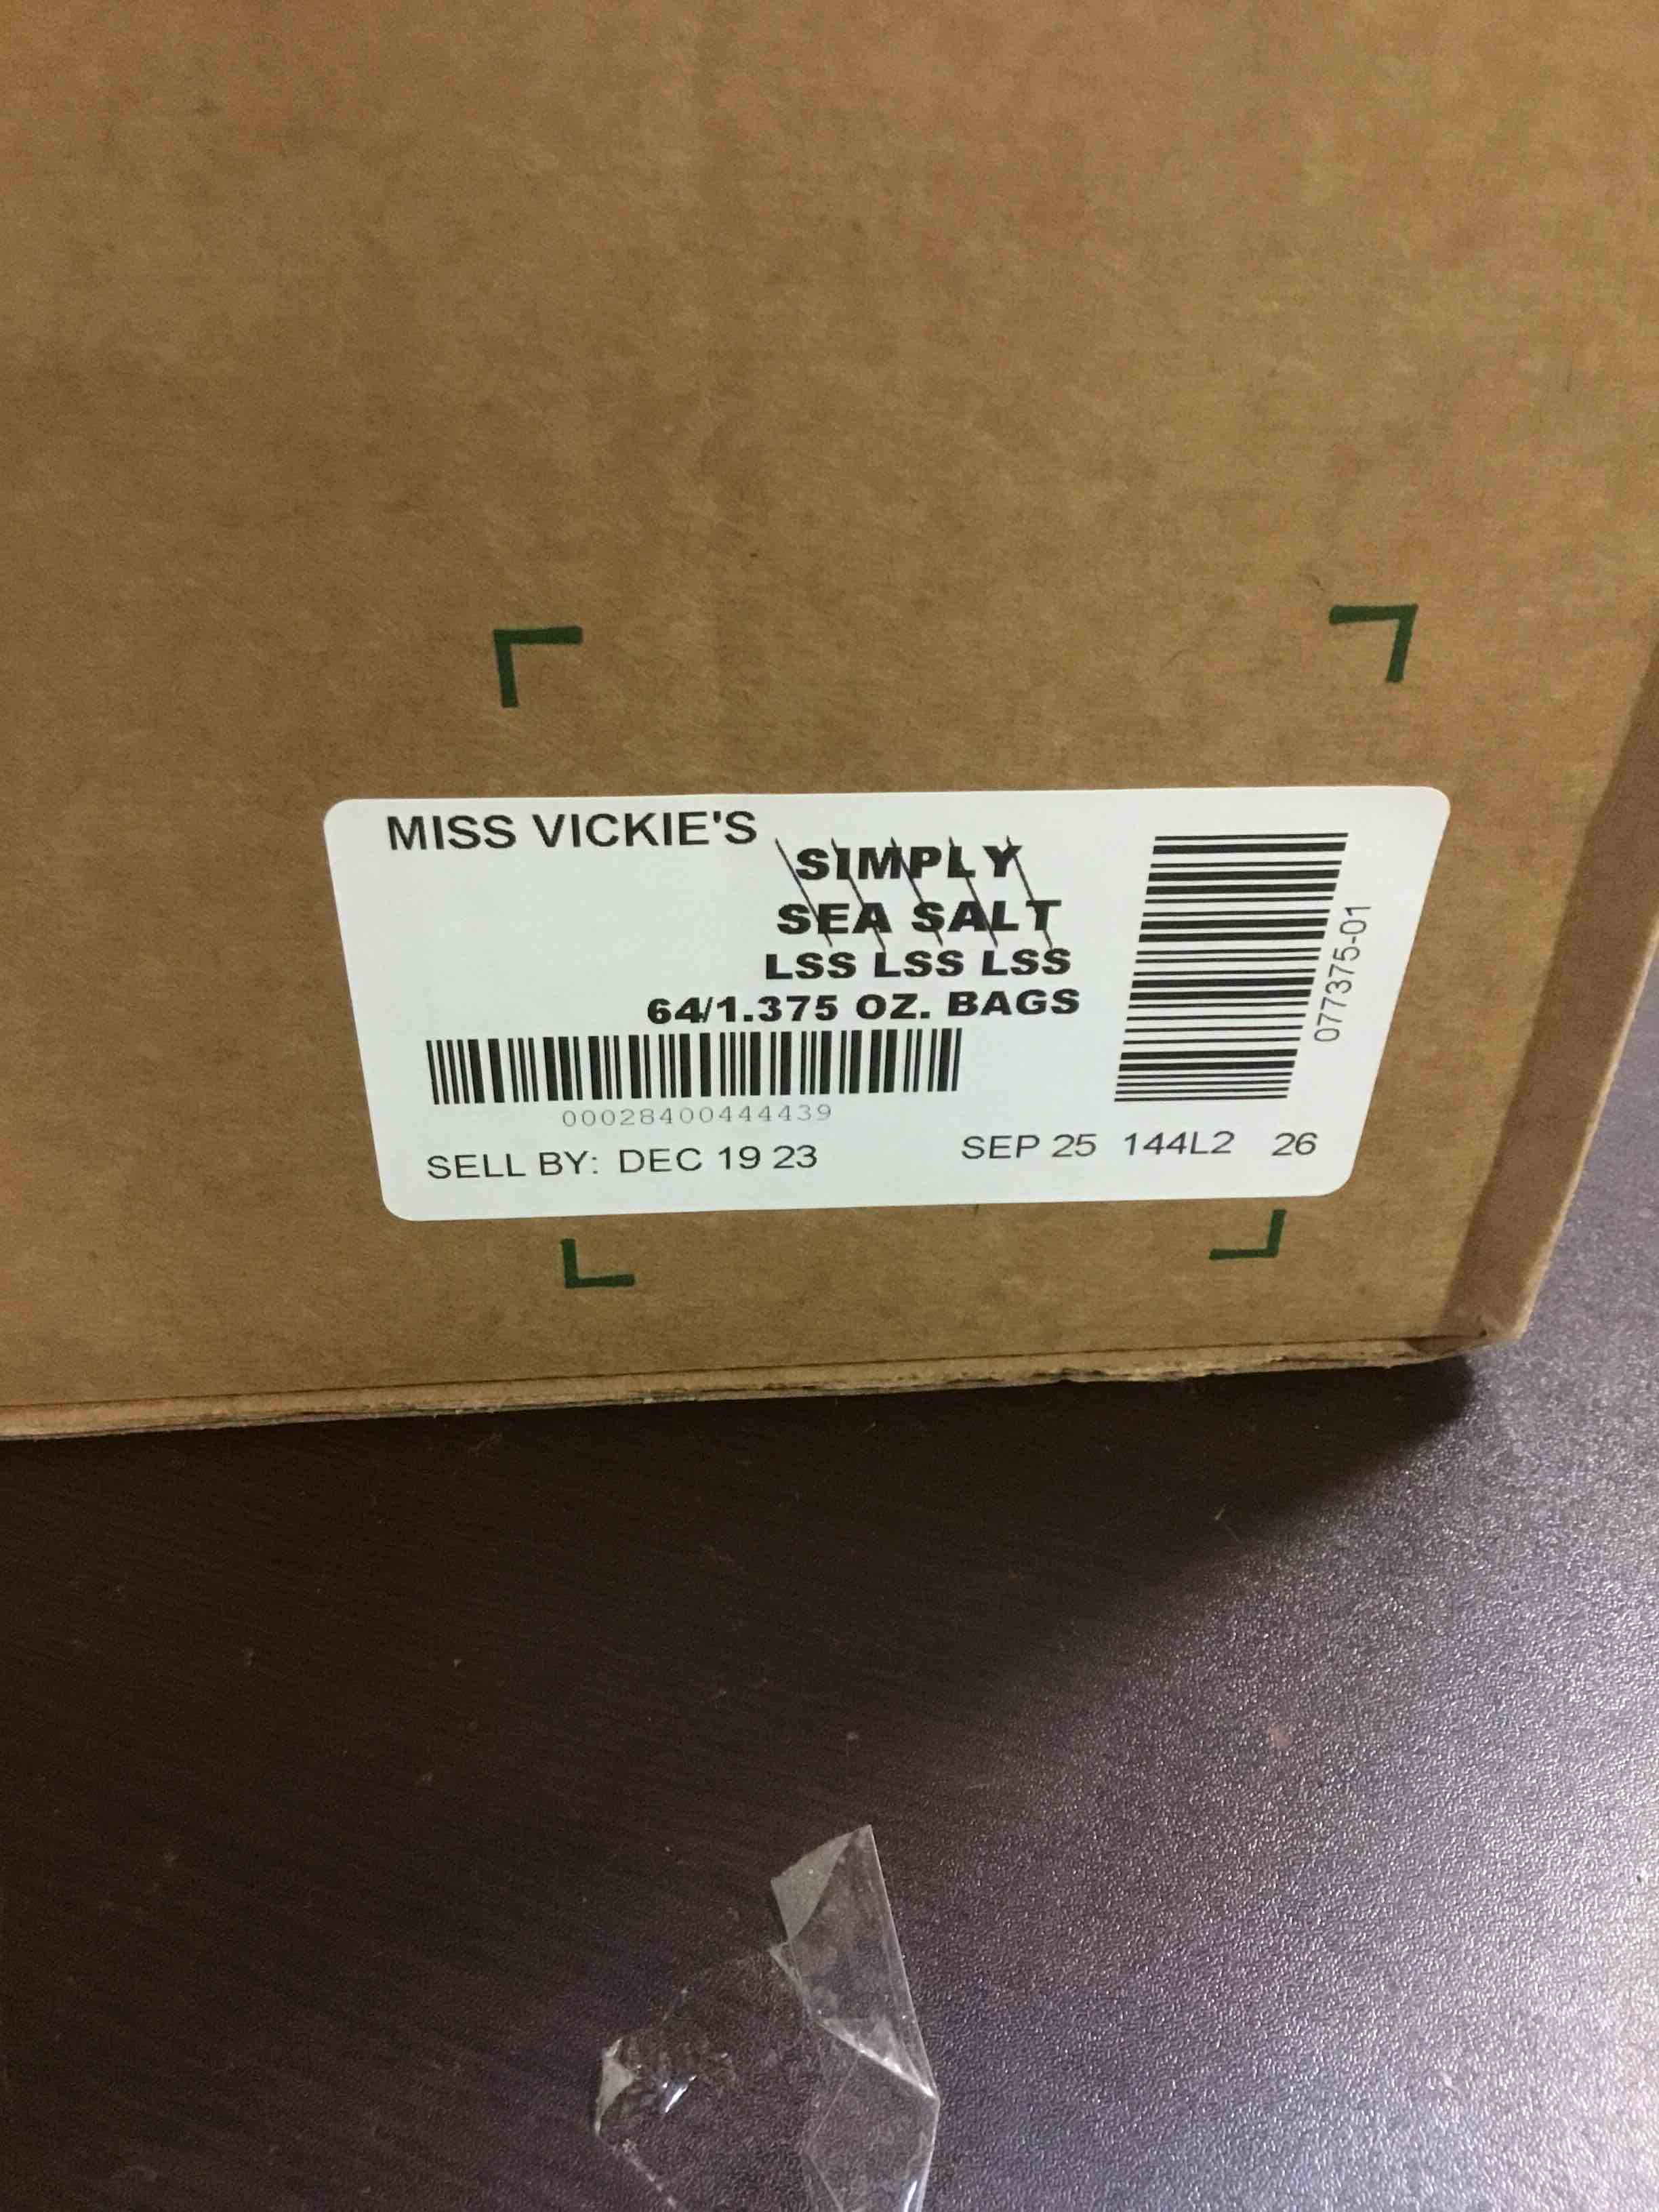 MISS VICKIE'S
SIMPLY
SEA SALT
LSS LSS LSS
64/1.375 OZ. BAGS
077375-01
00028400444439
SELL BY: DEC 19 23 SEP 25 144L2 26